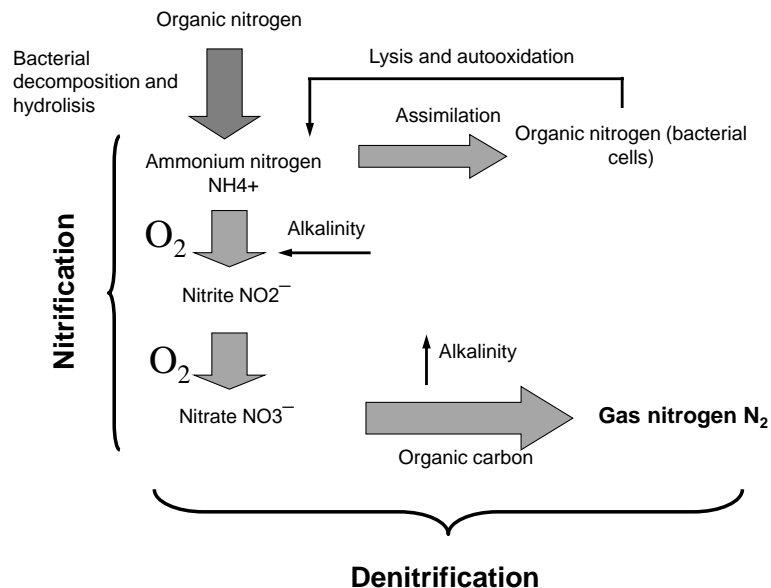 Organic nitrogen
Bacterial
decomposition and
hydrolisis
Lysis and autooxidation
Assimilation
Organic nitrogen (bacterial
cells)
Ammonium nitrogen
NH4+
O₂
Alkalinity
Nitrite NO2⁻
O₂
Alkalinity
Nitrate NO3⁻
Organic carbon
Gas nitrogen N₂
Nitrification
Denitrification